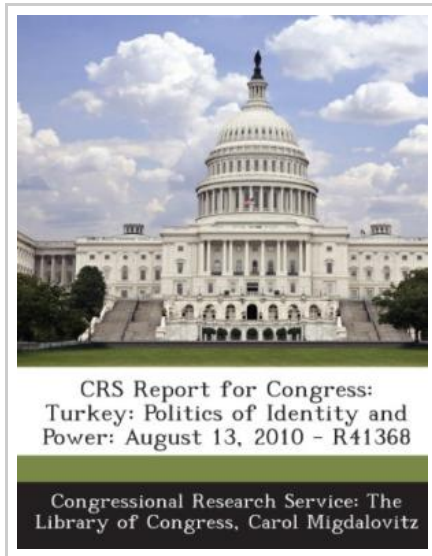 CRS Report for Congress:
Turkey: Politics of Identity and
Power: August 13, 2010 - R41368
Congressional Research Service: The
Library of Congress, Carol Migdalovitz